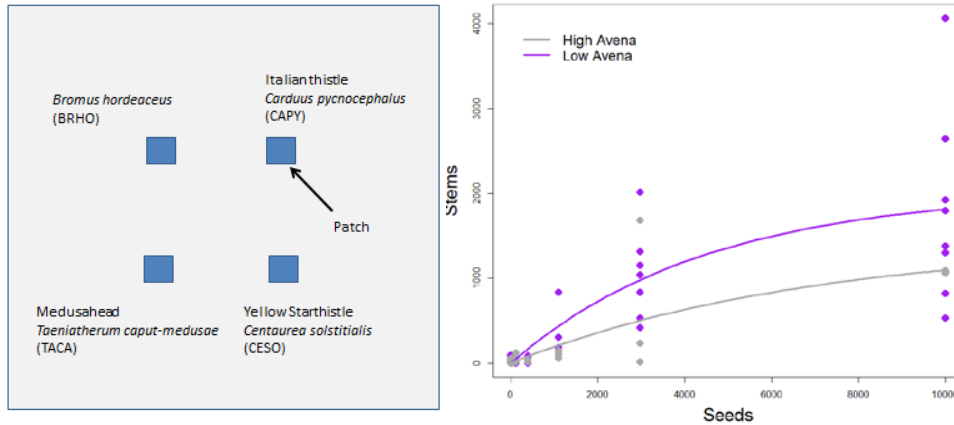 Bromus hordeaceus
(BRHO)
Italian thistle
Carduus pycnocephalus
(CAPY)
Patch
Medusahead
Taeniatherum caput-medusae
(TACA)
Yellow Starthistle
Centaurea solstitialis
(CESO)
High Avena
Low Avena
Stems
4000
3000
2000
1000
0
0
2000
4000
6000
8000
10000
Seeds